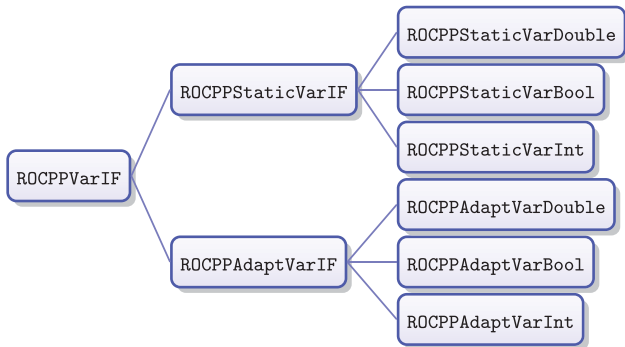 ROCPPVarIF
ROCPPStaticVarIF
ROCPPStaticVarDouble
ROCPPStaticVarBool
ROCPPStaticVarInt
ROCPPAdaptVarIF
ROCPPAdaptVarDouble
ROCPPAdaptVarBool
ROCPPAdaptVarInt